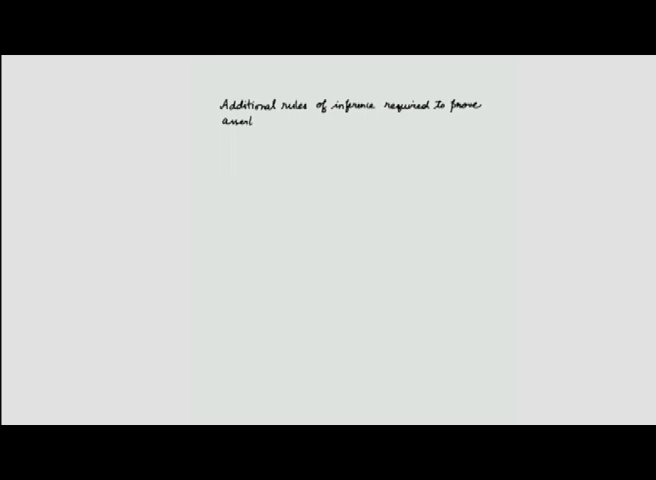 Additional rules of inference required to prove
assert